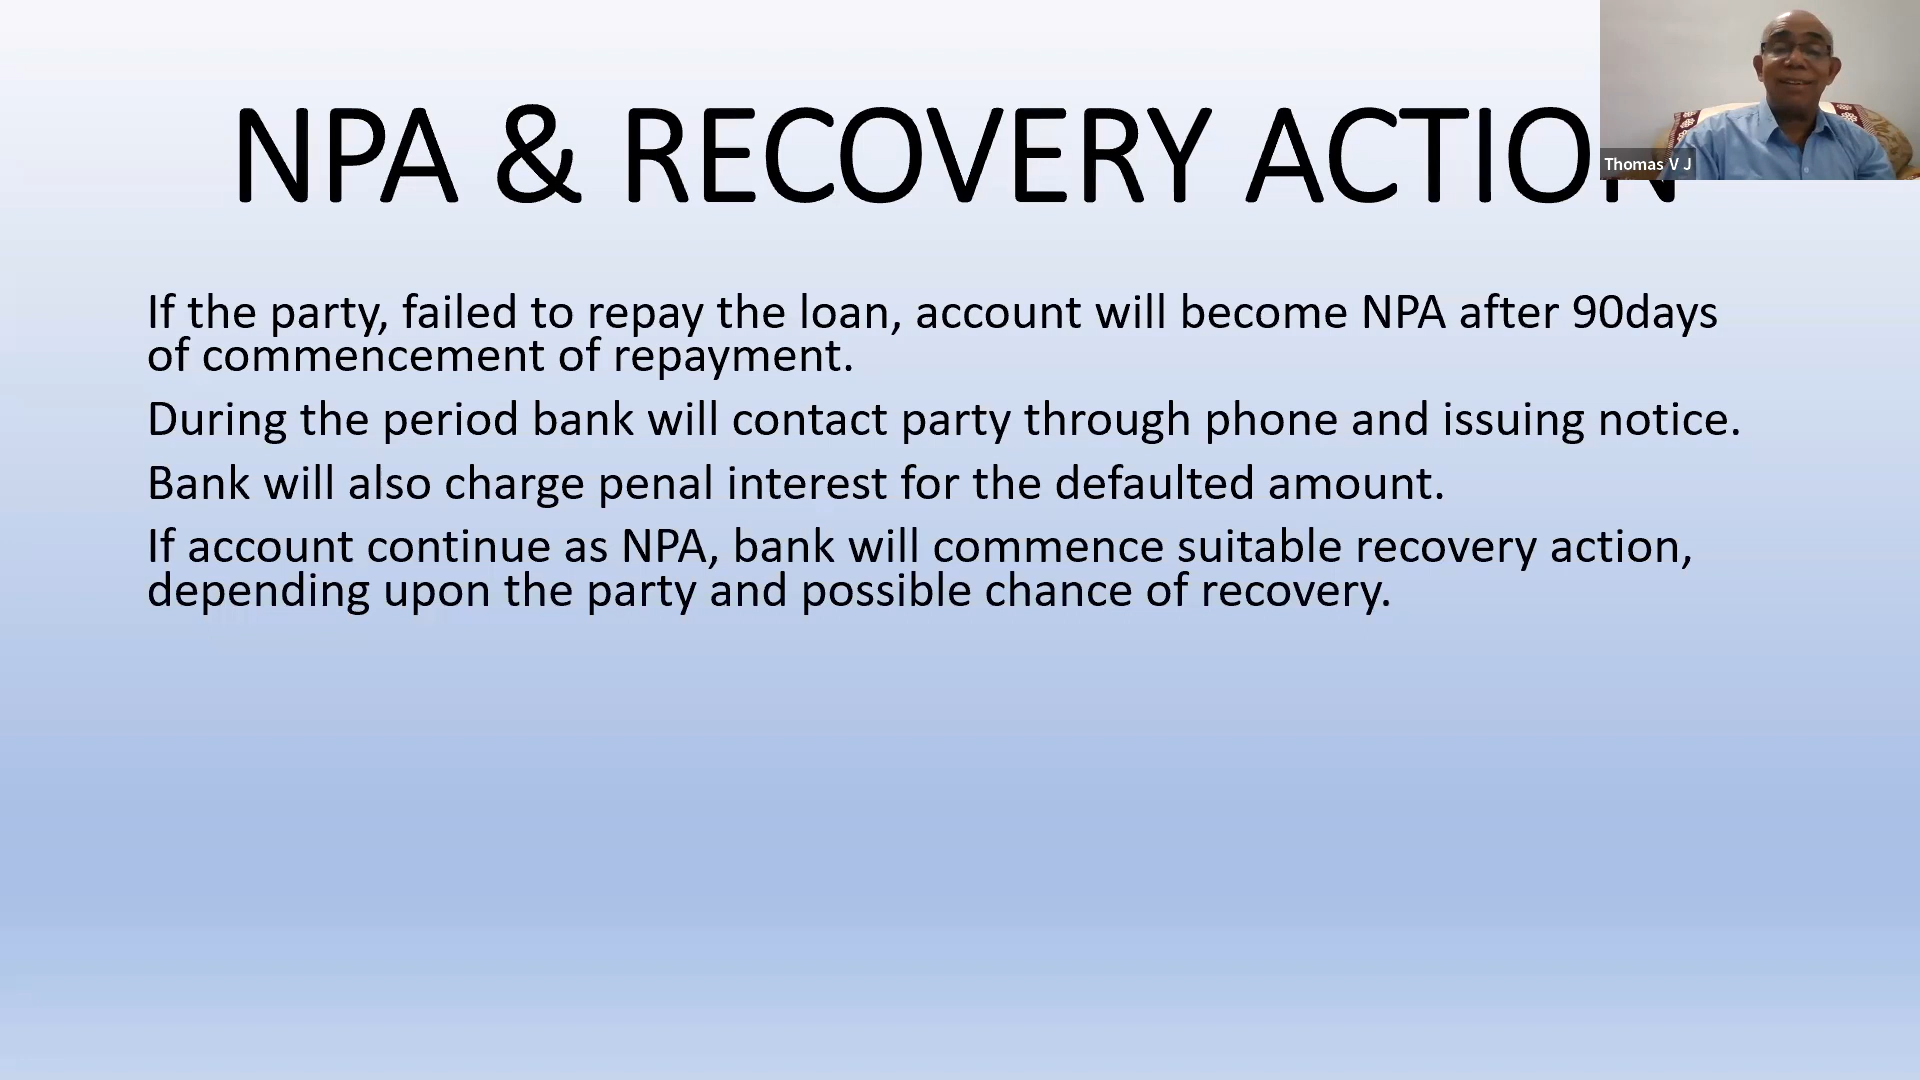 NPA & RECOVERY ACTION
Thomas V J
If the party, failed to repay the loan, account will become NPA after 90days
of commencement of repayment.
During the period bank will contact party through phone and issuing notice.
Bank will also charge penal interest for the defaulted amount.
If account continue as NPA, bank will commence suitable recovery action,
depending upon the party and possible chance of recovery.